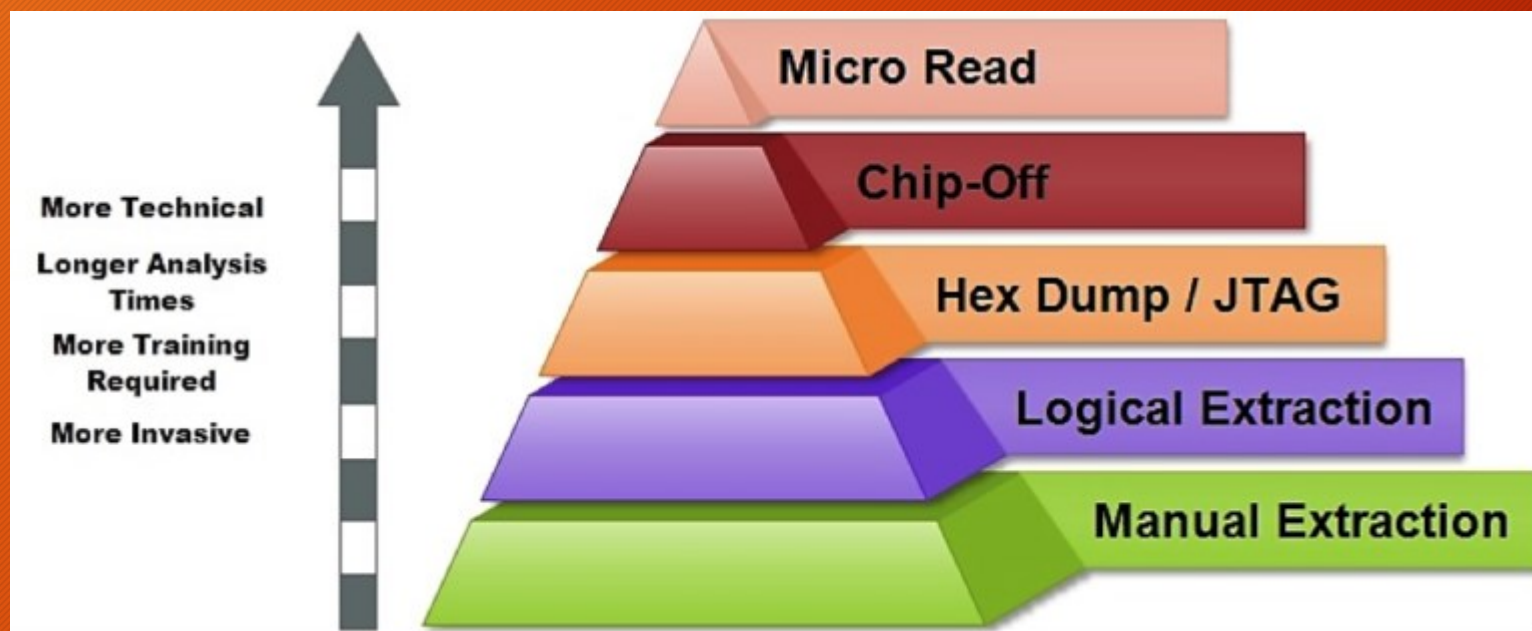 More Technical
Longer Analysis
Times
More Training
Required
More Invasive
Micro Read
Chip-Off
Hex Dump / JTAG
Logical Extraction
Manual Extraction